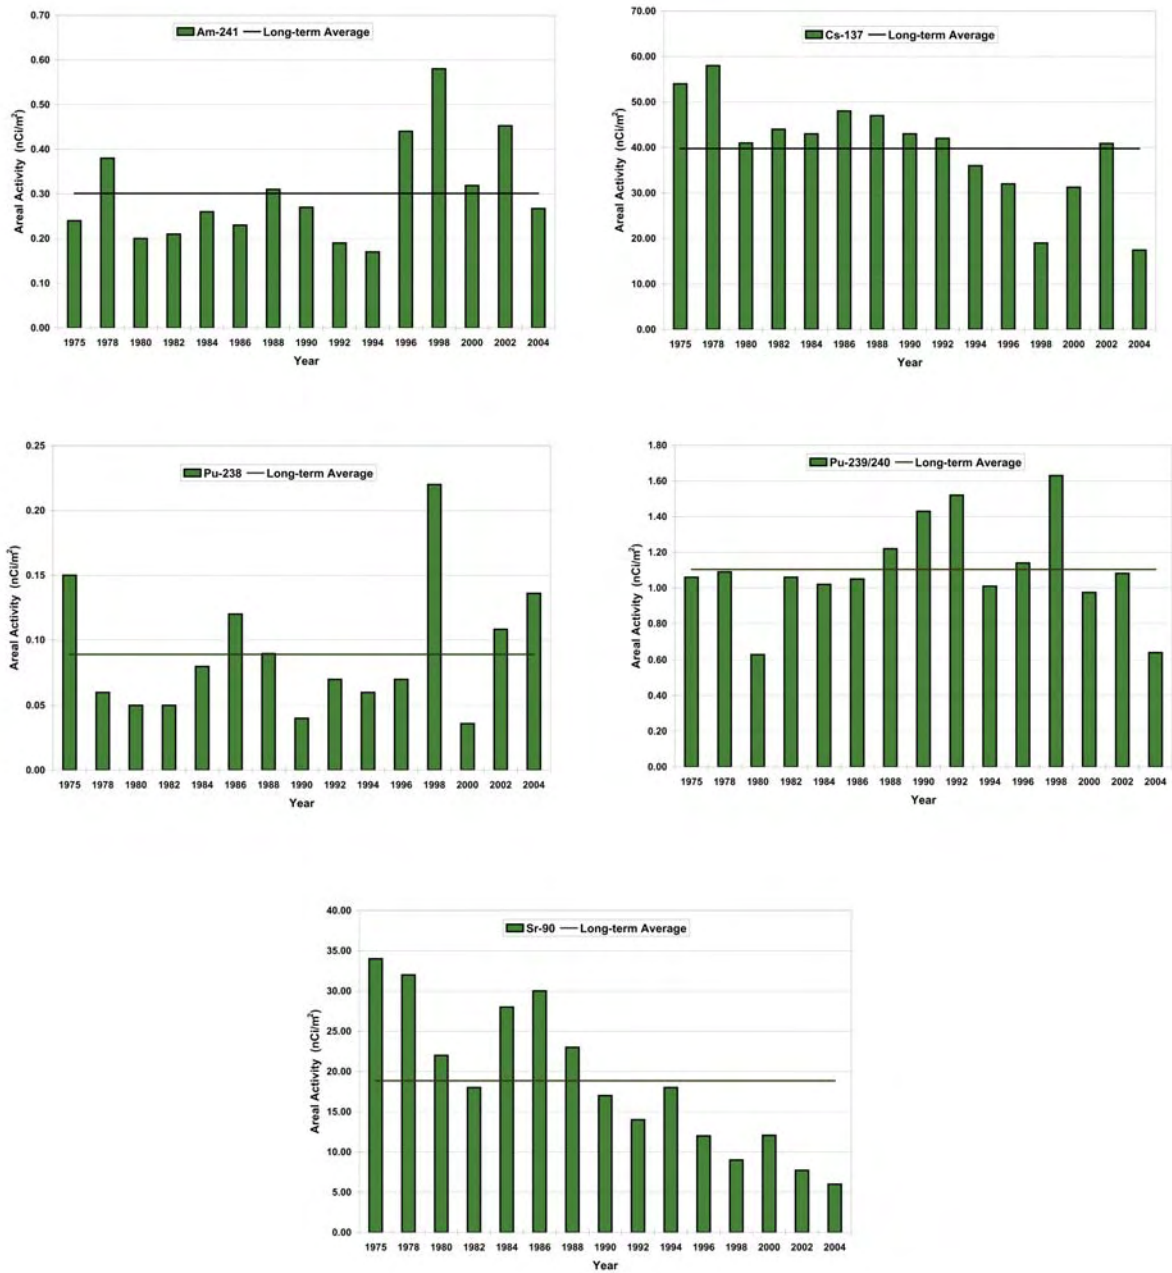 0.70
Am-241 Long-term Average
0.60
0.50
0.40
0.30
0.20
0.10
0.00
Areal Activity (nCi/m²)
1975 1978 1980 1982 1984 1986 1988 1990 1992 1994 1996 1998 2000 2002 2004
Year
70.00
Cs-137 Long-term Average
60.00
50.00
40.00
30.00
20.00
10.00
00.00
Areal Activity (nCi/m²)
1975 1978 1980 1982 1984 1986 1988 1990 1992 1994 1996 1998 2000 2002 2004
Year
0.25
Pu-238 Long-term Average
0.20
0.15
0.10
0.05
0.00
Areal Activity (nCi/m²)
1975 1978 1980 1982 1984 1986 1988 1990 1992 1994 1996 1998 2000 2002 2004
Year
1.80
Pu-239/240 Long-term Average
1.60
1.40
1.20
1.00
0.80
0.60
0.40
0.20
0.00
Areal Activity (nCi/m²)
1975 1978 1980 1982 1984 1986 1988 1990 1992 1994 1996 1998 2000 2002 2004
Year
40.00
Sr-90 Long-term Average
35.00
30.00
25.00
20.00
15.00
10.00
5.00
0.00
Areal Activity (nCi/m²)
1975 1978 1980 1982 1984 1986 1988 1990 1992 1994 1996 1998 2000 2002 2004
Year